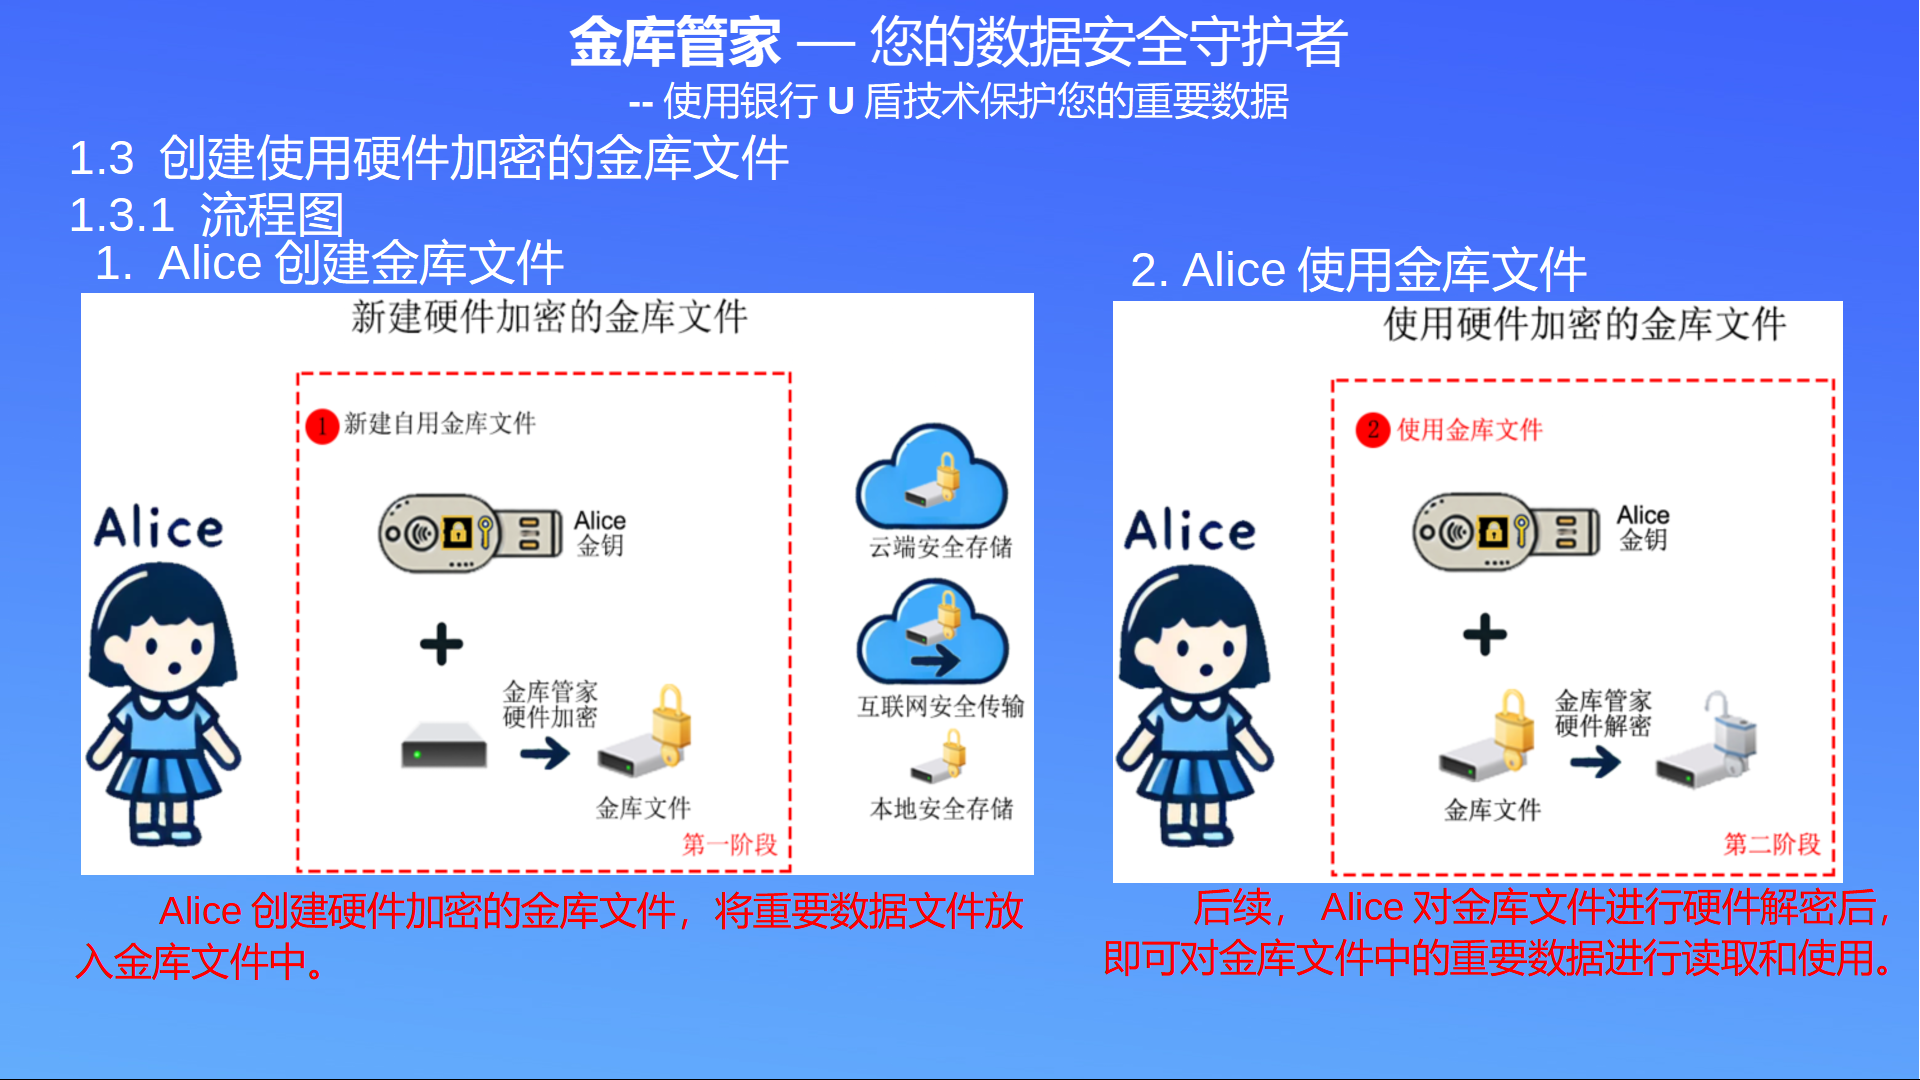 金库管家 — 您的数据安全守护者
-- 使用银行 U 盾技术保护您的重要数据
1.3 创建使用硬件加密的金库文件
1.3.1 流程图
1. Alice 创建金库文件
新建硬件加密的金库文件
1 新建自用金库文件
Alice
Alice
金钥
金库管家
硬件加密
金库文件
第一阶段
云端安全存储
互联网安全传输
本地安全存储
Alice 创建硬件加密的金库文件，将重要数据文件放
入金库文件中。
2. Alice 使用金库文件
使用硬件加密的金库文件
2 使用金库文件
Alice
Alice
金钥
金库管家
硬件解密
金库文件
第二阶段
后续， Alice 对金库文件进行硬件解密后，
即可对金库文件中的重要数据进行读取和使用。